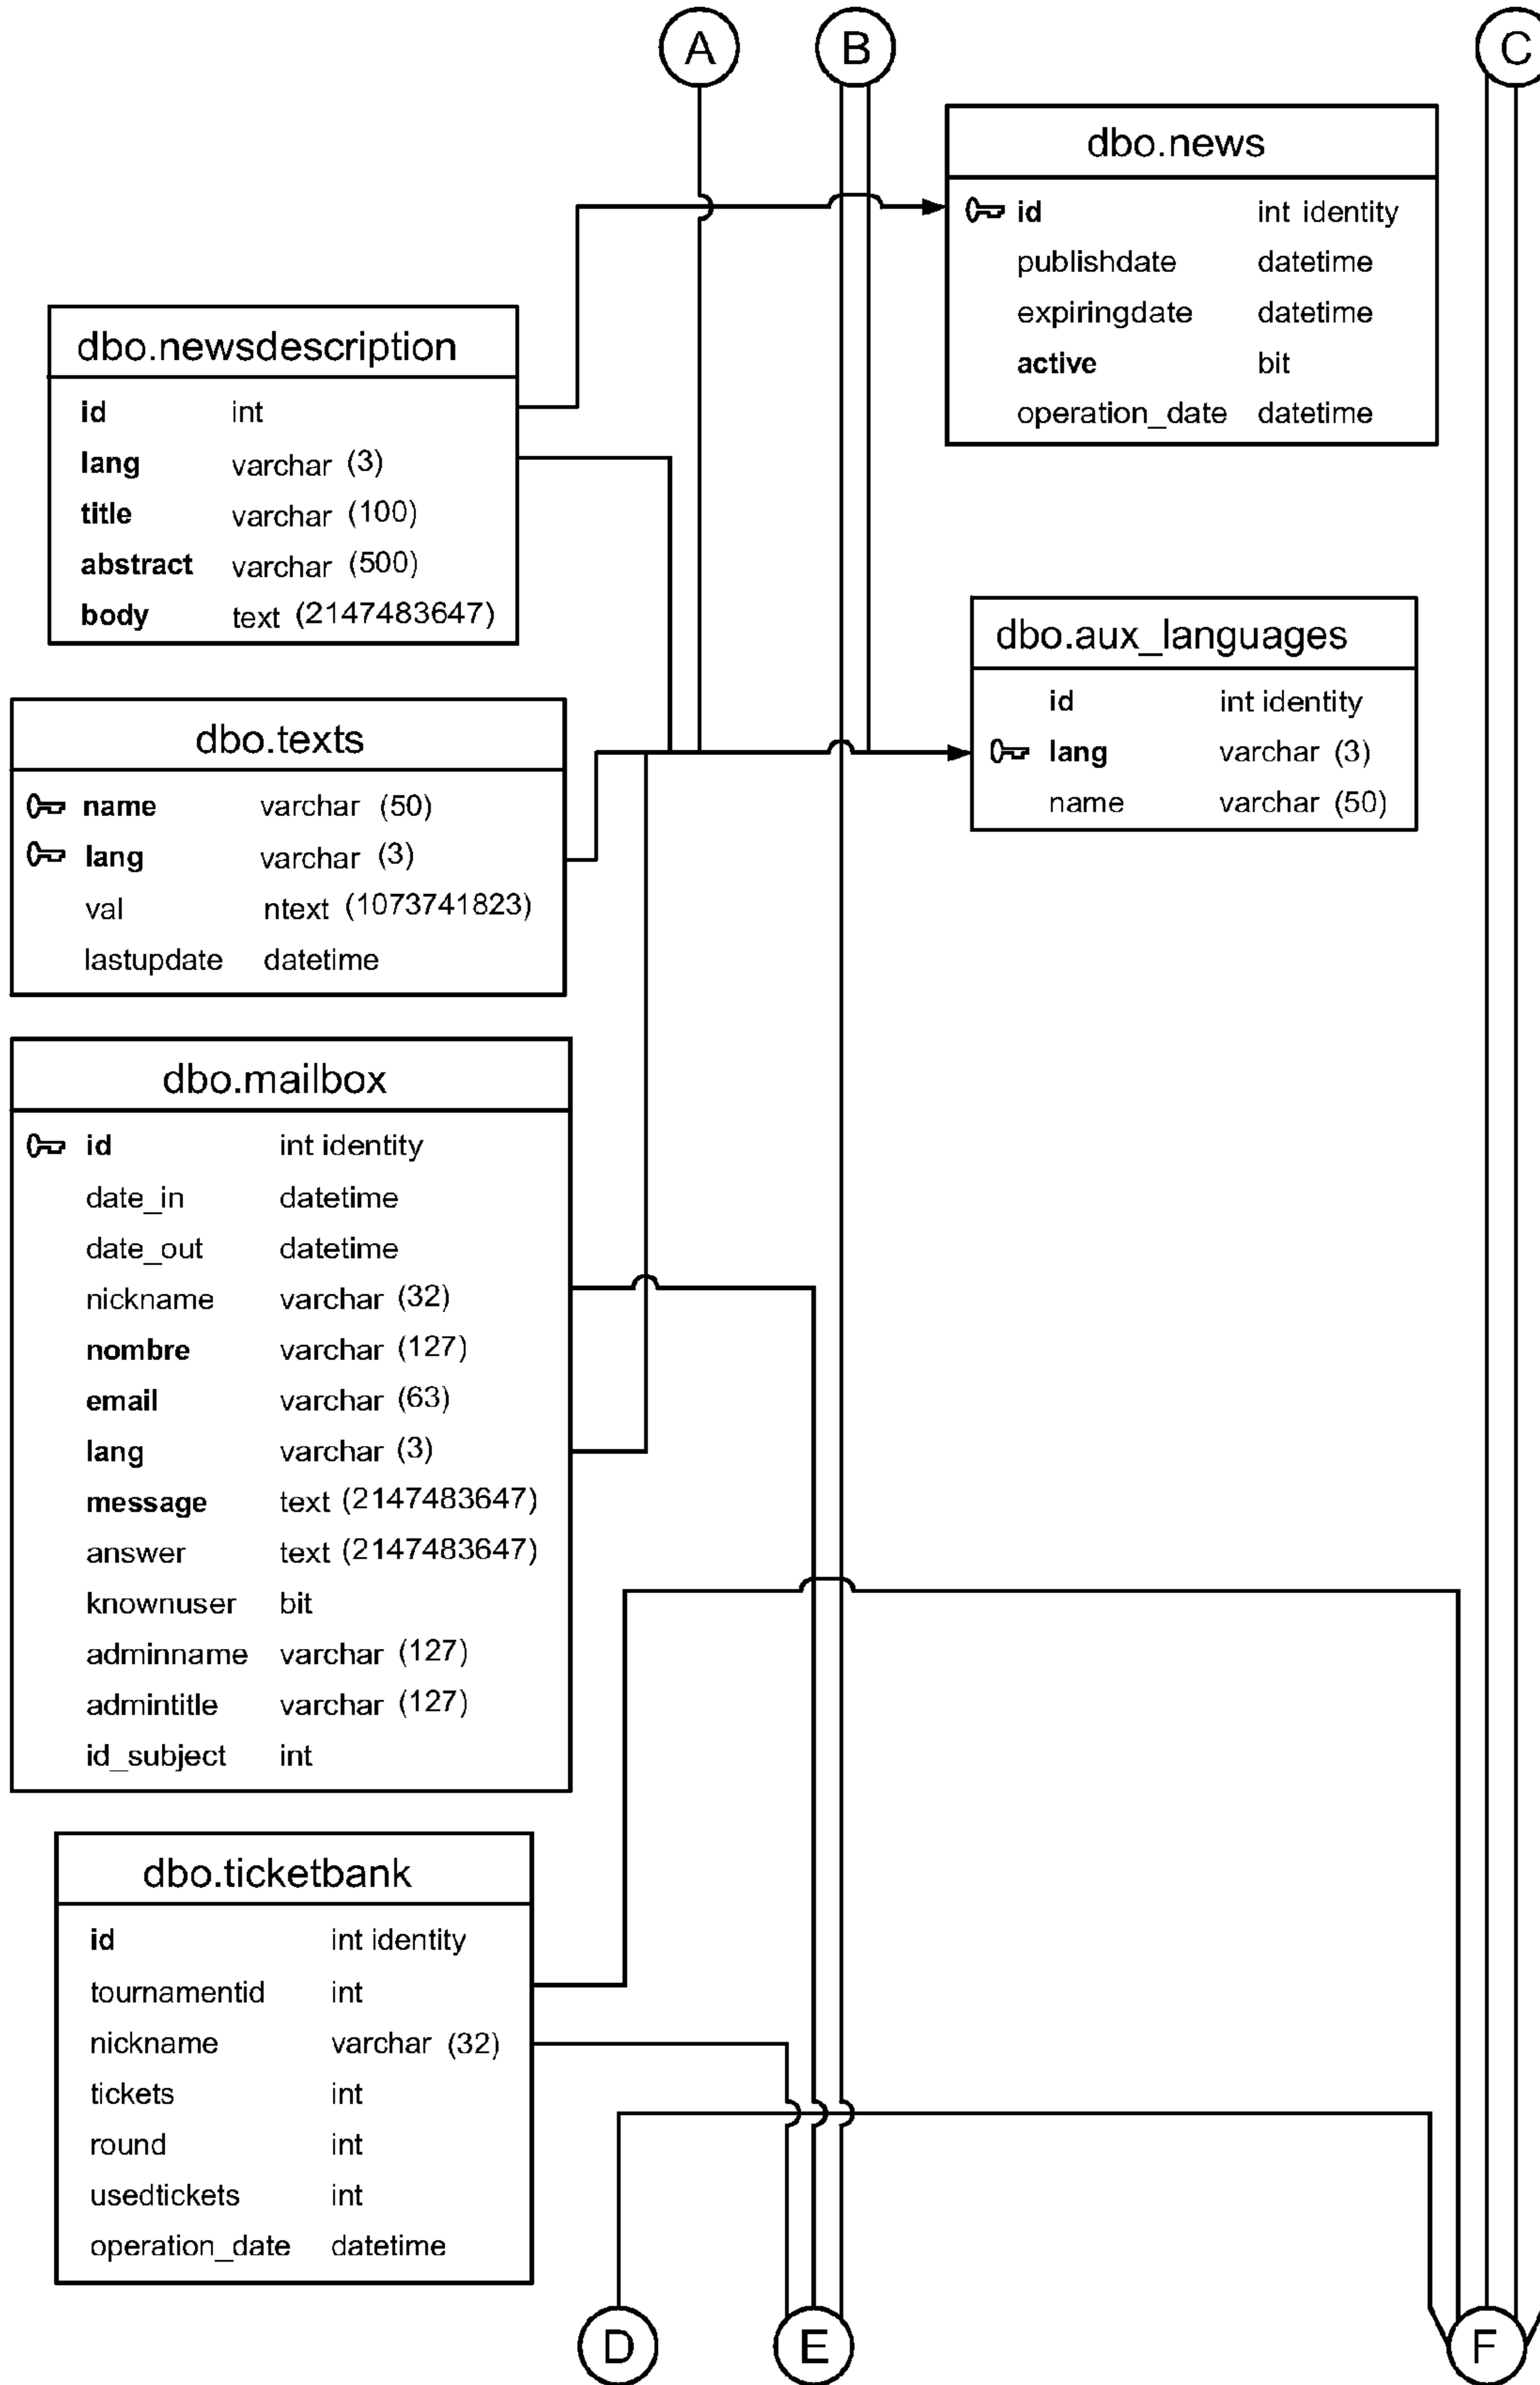 A
B
C
dbo.news
id int identity
publishdate datetime
expiringdate datetime
active bit
operation_date datetime
dbo.newsdescription
id int
lang varchar (3)
title varchar (100)
abstract varchar (500)
body text (2147483647)
dbo.aux_languages
id int identity
lang varchar (3)
name varchar (50)
dbo.texts
name varchar (50)
lang varchar (3)
val ntext (1073741823)
lastupdate datetime
dbo.mailbox
id int identity
date_in datetime
date_out datetime
nickname varchar (32)
nombre varchar (127)
email varchar (63)
lang varchar (3)
message text (2147483647)
answer text (2147483647)
knownuser bit
adminname varchar (127)
admintitle varchar (127)
id_subject int
dbo.ticketbank
id int identity
tournamentid int
nickname varchar (32)
tickets int
round int
usedtickets int
operation_date datetime
D
E
F